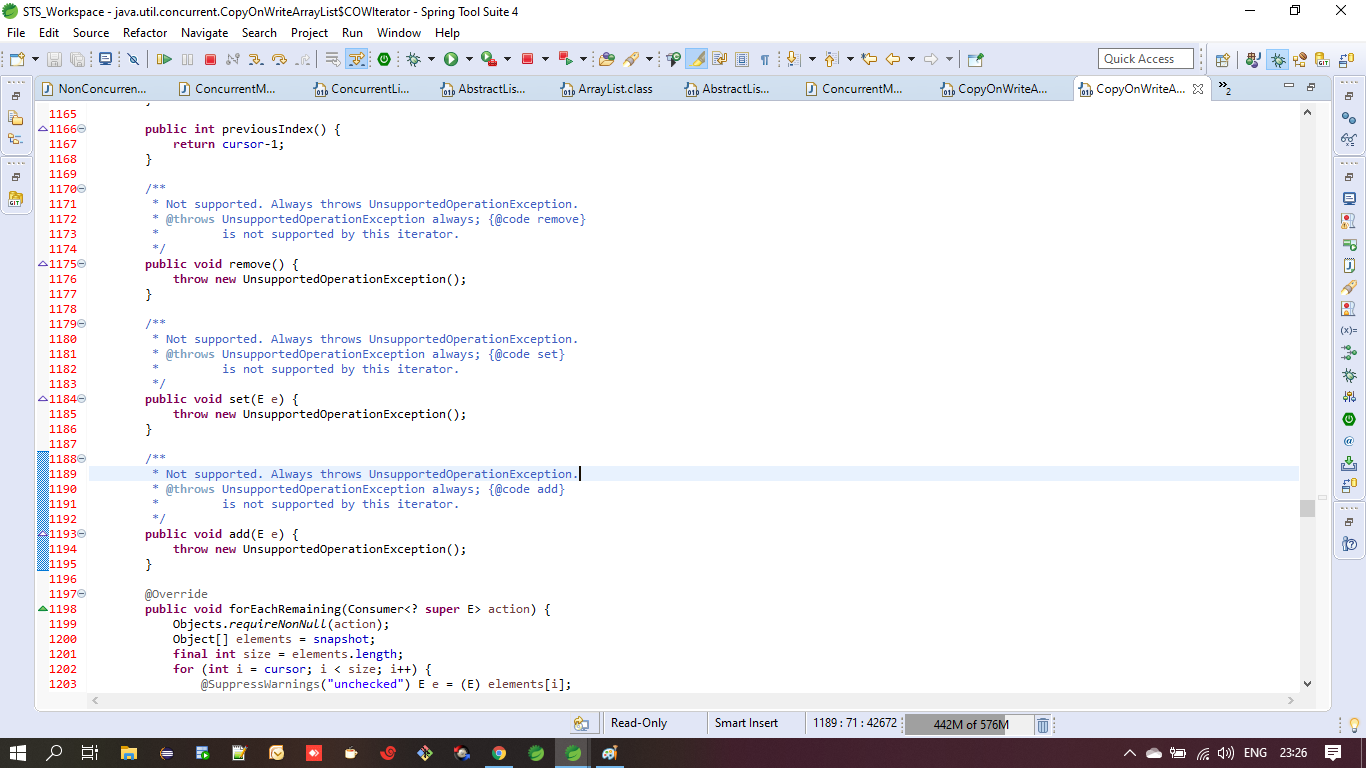 STS_Workspace - java.util.concurrent.CopyOnWriteArrayList$COWIterator - Spring Tool Suite 4
File Edit Source Refactor Navigate Search Project Run Window Help
Quick Access
NonConcurren... ConcurrentM... ConcurrentLi... AbstractLis... ArrayList.class AbstractLis... ConcurrentM... CopyOnWriteA... CopyOnWriteA... »2
1165
1166 public int previousIndex() {
1167 return cursor-1;
1168 }
1169
1170 /**
1171 * Not supported. Always throws UnsupportedOperationException.
1172 * @throws UnsupportedOperationException always; {@code remove}
1173 * is not supported by this iterator.
1174 */
1175 public void remove() {
1176 throw new UnsupportedOperationException();
1177 }
1178
1179 /**
1180 * Not supported. Always throws UnsupportedOperationException.
1181 * @throws UnsupportedOperationException always; {@code set}
1182 * is not supported by this iterator.
1183 */
1184 public void set(E e) {
1185 throw new UnsupportedOperationException();
1186 }
1187
1188 /**
1189 * Not supported. Always throws UnsupportedOperationException.
1190 * @throws UnsupportedOperationException always; {@code add}
1191 * is not supported by this iterator.
1192 */
1193 public void add(E e) {
1194 throw new UnsupportedOperationException();
1195 }
1196
1197 @Override
1198 public void forEachRemaining(Consumer<? super E> action) {
1199 Objects.requireNonNull(action);
1200 Object[] elements = snapshot;
1201 final int size = elements.length;
1202 for (int i = cursor; i < size; i++) {
1203 @SuppressWarnings("unchecked") E e = (E) elements[i];
Read-Only Smart Insert 1189 : 71 : 42672 442M of 576M
ENG 23:26